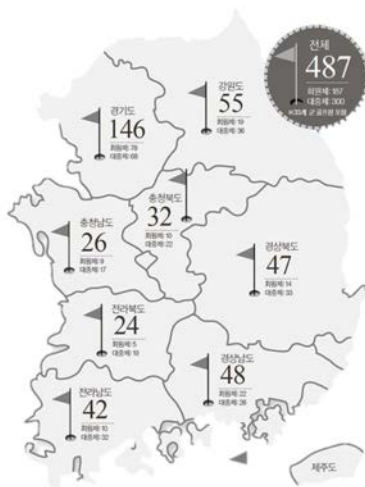 전체
487
회원제: 187
대중제: 300
경기도
146
회원제: 78
대중제: 68
강원도
55
회원제: 19
대중제: 36
충청북도
32
회원제: 10
대중제: 22
충청남도
26
회원제: 9
대중제: 17
경상북도
47
회원제: 14
대중제: 33
전라북도
24
회원제: 5
대중제: 19
경상남도
48
회원제: 22
대중제: 26
전라남도
42
회원제: 10
대중제: 32
제주도